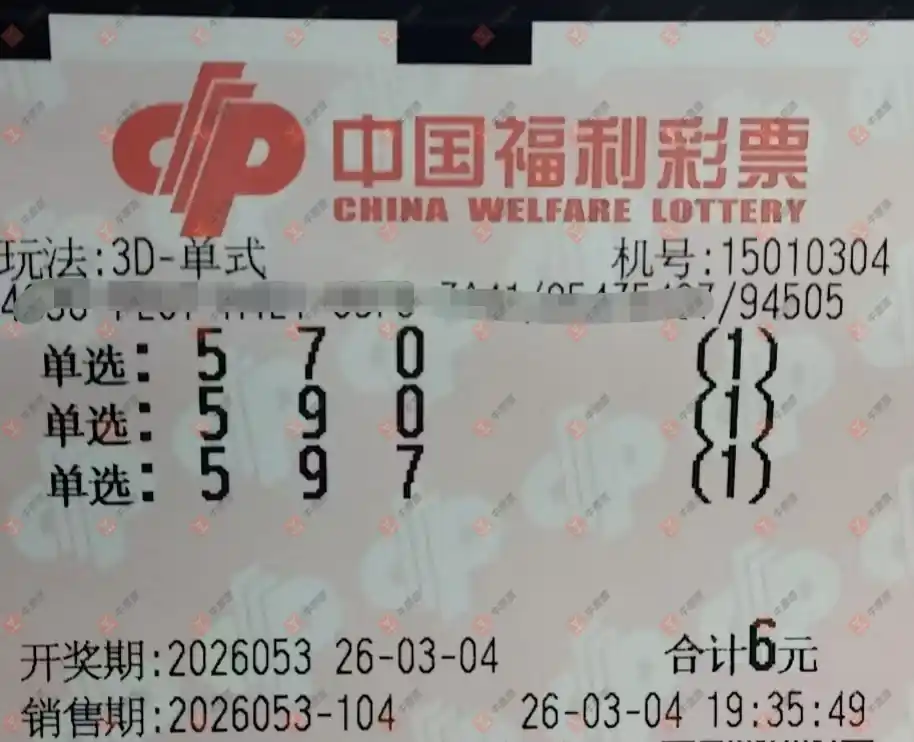 中国福利彩票
CHINA WELFARE LOTTERY
玩法:3D-单式 机号:15010304
/94505
单选: 5 7 0 (1)
单选: 5 9 0 (1)
单选: 5 9 7 (1)
开奖期:2026053 26-03-04 合计6元
销售期:2026053-104 26-03-04 19:35:49